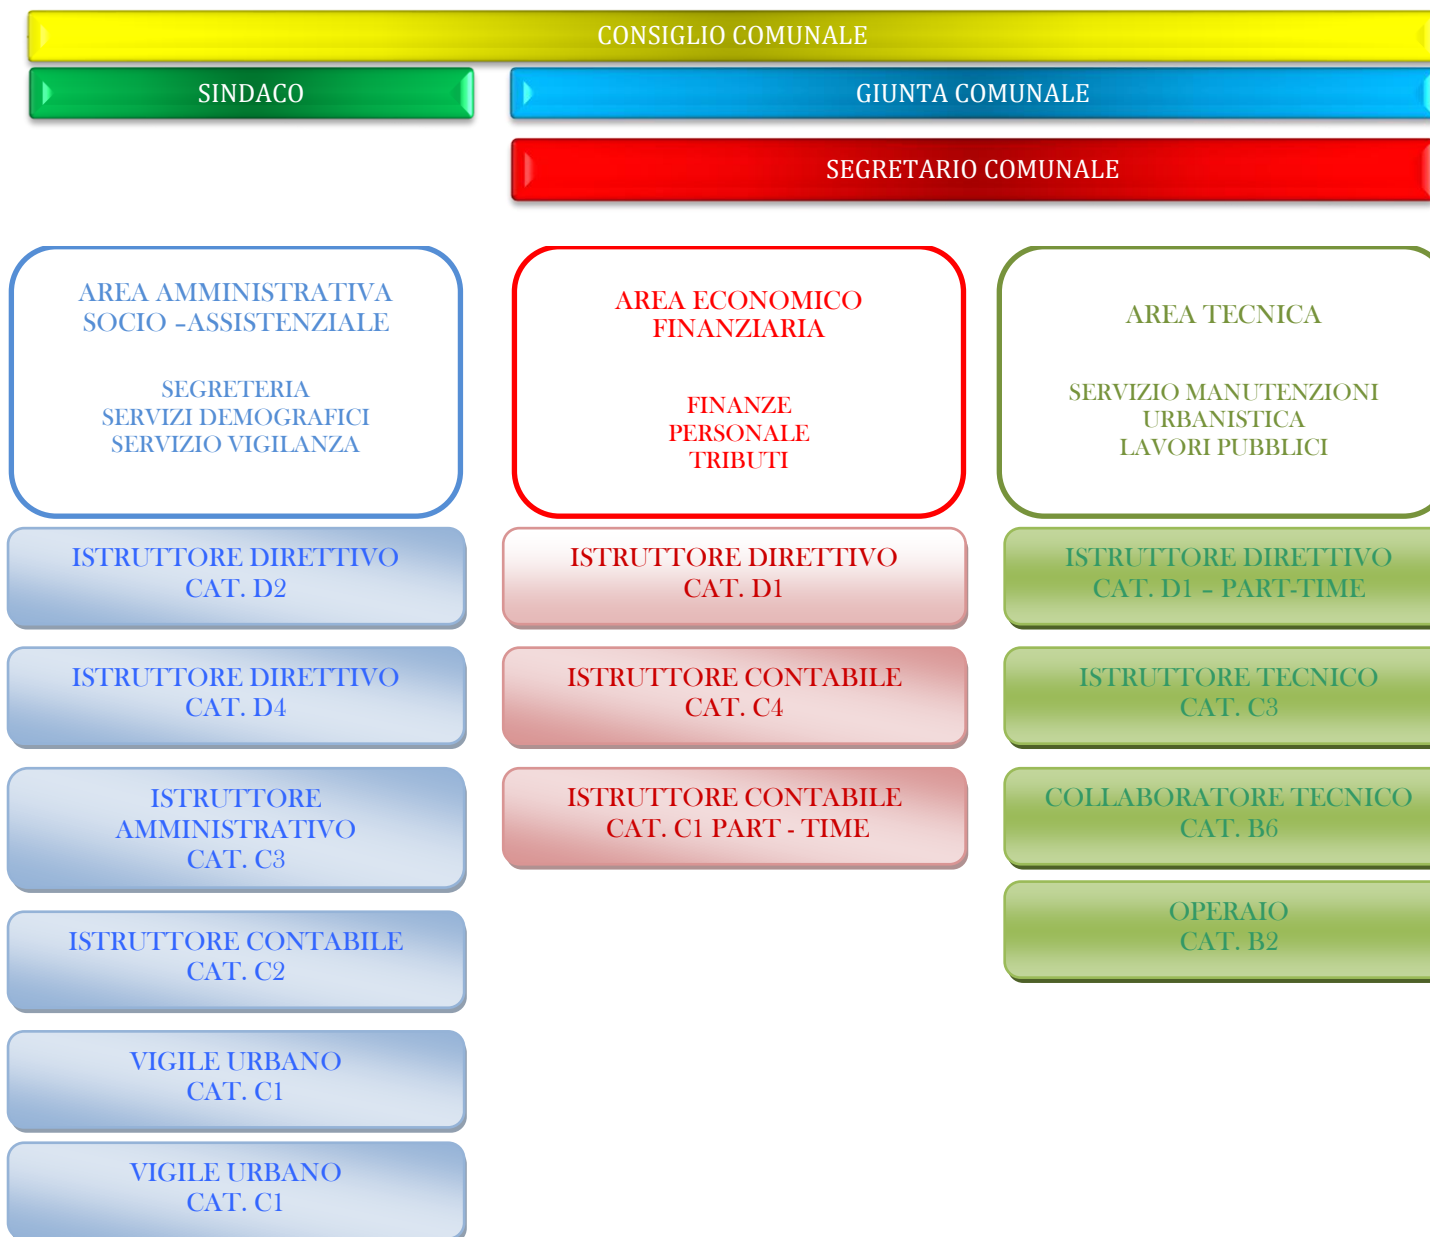 CONSIGLIO COMUNALE
SINDACO
GIUNTA COMUNALE
SEGRETARIO COMUNALE
AREA AMMINISTRATIVA
SOCIO –ASSISTENZIALE
SEGRETERIA
SERVIZI DEMOGRAFICI
SERVIZIO VIGILANZA
ISTRUTTORE DIRETTIVO
CAT. D2
ISTRUTTORE DIRETTIVO
CAT. D4
ISTRUTTORE
AMMINISTRATIVO
CAT. C3
ISTRUTTORE CONTABILE
CAT. C2
VIGILE URBANO
CAT. C1
VIGILE URBANO
CAT. C1
AREA ECONOMICO
FINANZIARIA
FINANZE
PERSONALE
TRIBUTI
ISTRUTTORE DIRETTIVO
CAT. D1
ISTRUTTORE CONTABILE
CAT. C4
ISTRUTTORE CONTABILE
CAT. C1 PART - TIME
AREA TECNICA
SERVIZIO MANUTENZIONI
URBANISTICA
LAVORI PUBBLICI
ISTRUTTORE DIRETTIVO
CAT. D1 – PART-TIME
ISTRUTTORE TECNICO
CAT. C3
COLLABORATORE TECNICO
CAT. B6
OPERAIO
CAT. B2